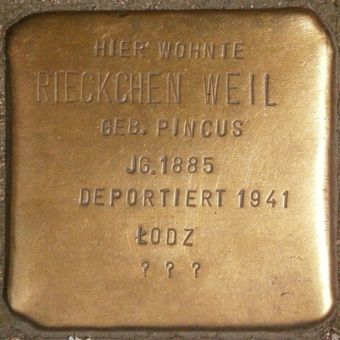 HIER WOHNTE
RIECKCHEN WEIL
GEB. PINCUS
JG. 1885
DEPORTIERT 1941
ŁODZ
? ? ?